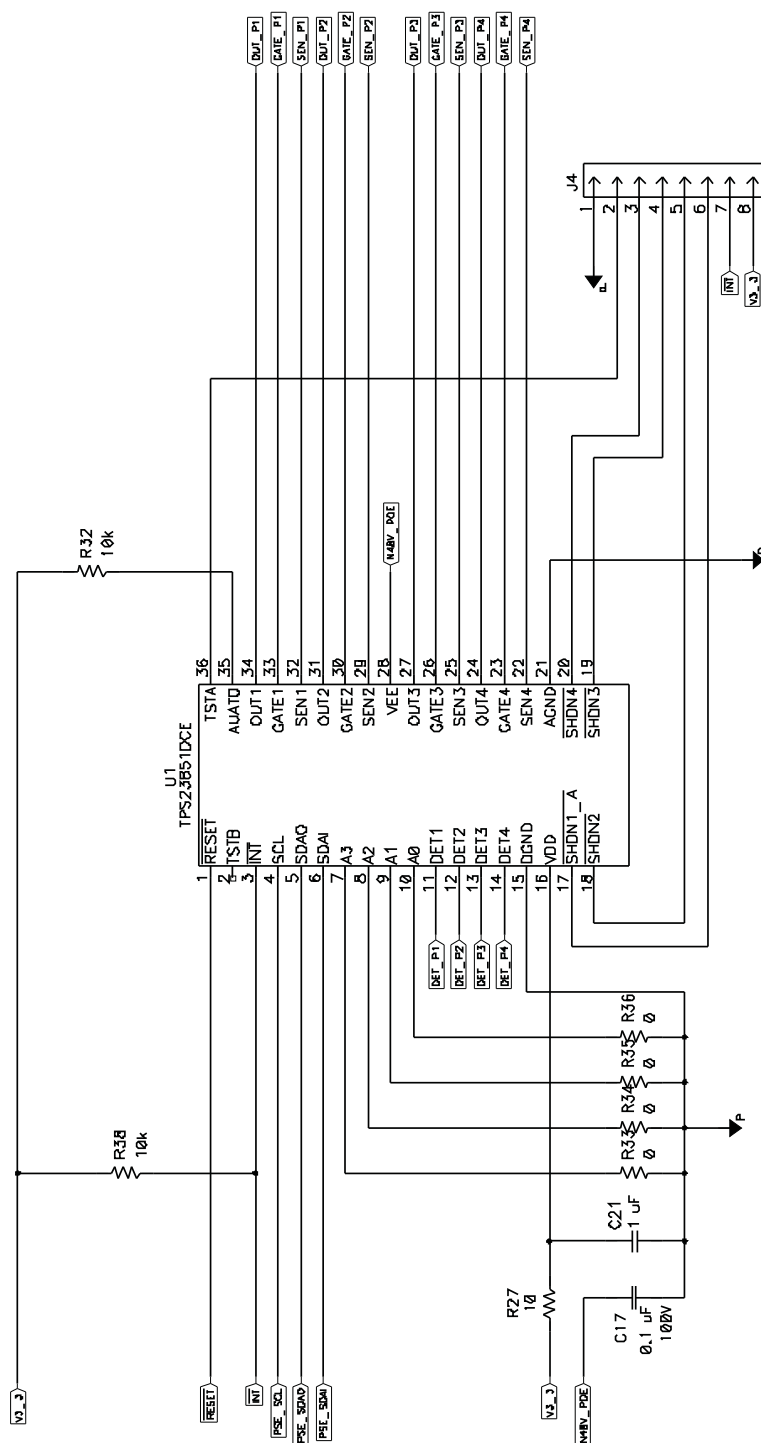 OUT_P1
GATE_P1
SEN_P1
OUT_P2
GATE_P2
SEN_P2
OUT_P3
GATE_P3
SEN_P3
OUT_P4
GATE_P4
SEN_P4
J4
1
2
3
4
5
6
7
8
P
INT
V3_3
R32
10k
N48V_POE
36
35
34
33
32
31
30
29
28
27
26
25
24
23
22
21
20
19
TSTA
AUATO
OUT1
GATE1
SEN1
OUT2
GATE2
SEN2
VEE
OUT3
GATE3
SEN3
OUT4
GATE4
SEN4
AGND
SHDN4
SHDN3
U1
TPS23851DCE
RESET
TSTB
INT
SCL
SDAO
SDAI
A3
A2
A1
A0
DET1
DET2
DET3
DET4
DGND
VDD
SHDN1_A
SHDN2
1
2
3
4
5
6
7
8
9
10
11
12
13
14
15
16
17
18
DET_P1
DET_P2
DET_P3
DET_P4
R36
0
R35
0
R34
0
R33
0
P
R38
10k
C21
1 uF
R27
10
C17
0.1 uF
100V
V3_3
RESET
INT
PSE_SCL
PSE_SDAO
PSE_SDAI
V3_3
N48V_POE